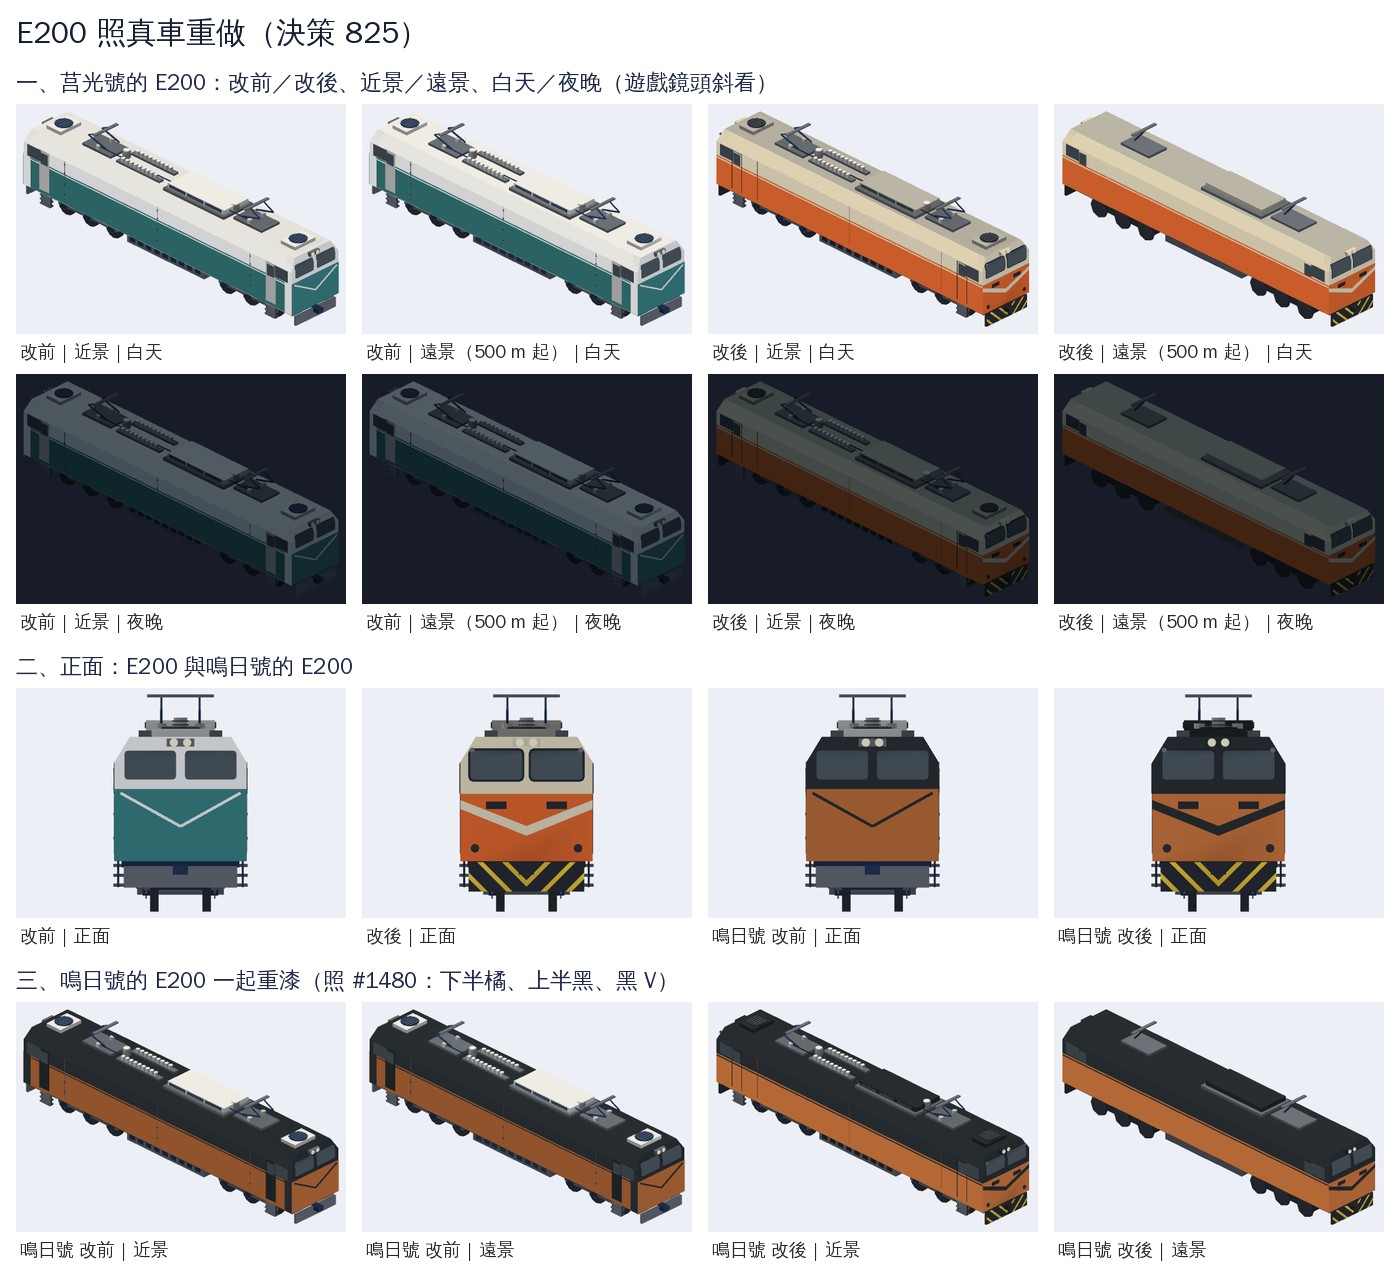 E200 照真車重做（決策 825）
一、莒光號的 E200：改前／改後、近景／遠景、白天／夜晚（遊戲鏡頭斜看）
改前｜近景｜白天
改前｜遠景（500 m 起）｜白天
改後｜近景｜白天
改後｜遠景（500 m 起）｜白天
改前｜近景｜夜晚
改前｜遠景（500 m 起）｜夜晚
改後｜近景｜夜晚
改後｜遠景（500 m 起）｜夜晚
二、正面：E200 與鳴日號的 E200
改前｜正面
改後｜正面
鳴日號 改前｜正面
鳴日號 改後｜正面
三、鳴日號的 E200 一起重漆（照 #1480：下半橘、上半黑、黑 V）
鳴日號 改前｜近景
鳴日號 改前｜遠景
鳴日號 改後｜近景
鳴日號 改後｜遠景